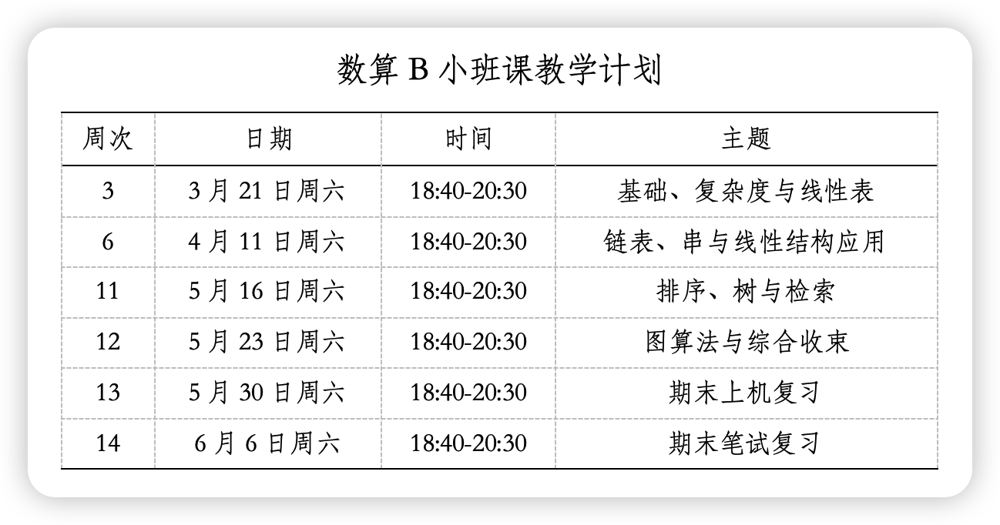 数算 B 小班课教学计划
周次 日期 时间 主题
3 3 月 21 日周六 18:40-20:30 基础、复杂度与线性表
6 4 月 11 日周六 18:40-20:30 链表、串与线性结构应用
11 5 月 16 日周六 18:40-20:30 排序、树与检索
12 5 月 23 日周六 18:40-20:30 图算法与综合收束
13 5 月 30 日周六 18:40-20:30 期末上机复习
14 6 月 6 日周六 18:40-20:30 期末笔试复习